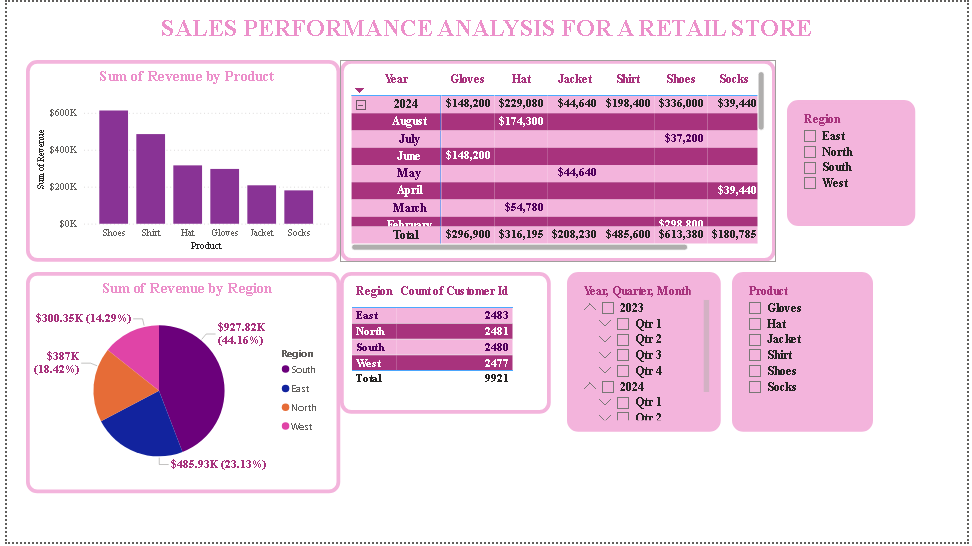 SALES PERFORMANCE ANALYSIS FOR A RETAIL STORE
Sum of Revenue by Product
Sum of Revenue
$600K
$400K
$200K
$0K
Shoes Shirt Hat Gloves Jacket Socks
Product
Year Gloves Hat Jacket Shirt Shoes Socks
2024 $148,200 $229,080 $44,640 $198,400 $336,000 $39,440
August $174,300
July $37,200
June $148,200
May $44,640
April $39,440
March $54,780
February $298,800
Total $296,900 $316,195 $208,230 $485,600 $613,380 $180,785
Region
East
North
South
West
Sum of Revenue by Region
$300.35K (14.29%)
$927.82K
(44.16%)
$387K
(18.42%)
$485.93K (23.13%)
Region
South
East
North
West
Region Count of Customer Id
East 2483
North 2481
South 2480
West 2477
Total 9921
Year, Quarter, Month
2023
Qtr 1
Qtr 2
Qtr 3
Qtr 4
2024
Qtr 1
Qtr 2
Product
Gloves
Hat
Jacket
Shirt
Shoes
Socks